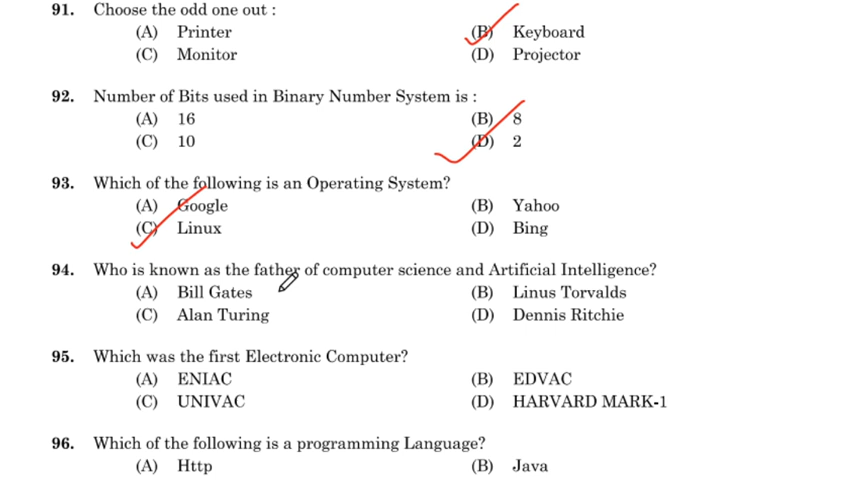 91. Choose the odd one out :
(A) Printer (B) Keyboard
(C) Monitor (D) Projector
92. Number of Bits used in Binary Number System is :
(A) 16 (B) 8
(C) 10 (D) 2
93. Which of the following is an Operating System?
(A) Google (B) Yahoo
(C) Linux (D) Bing
94. Who is known as the father of computer science and Artificial Intelligence?
(A) Bill Gates (B) Linus Torvalds
(C) Alan Turing (D) Dennis Ritchie
95. Which was the first Electronic Computer?
(A) ENIAC (B) EDVAC
(C) UNIVAC (D) HARVARD MARK-1
96. Which of the following is a programming Language?
(A) Http (B) Java